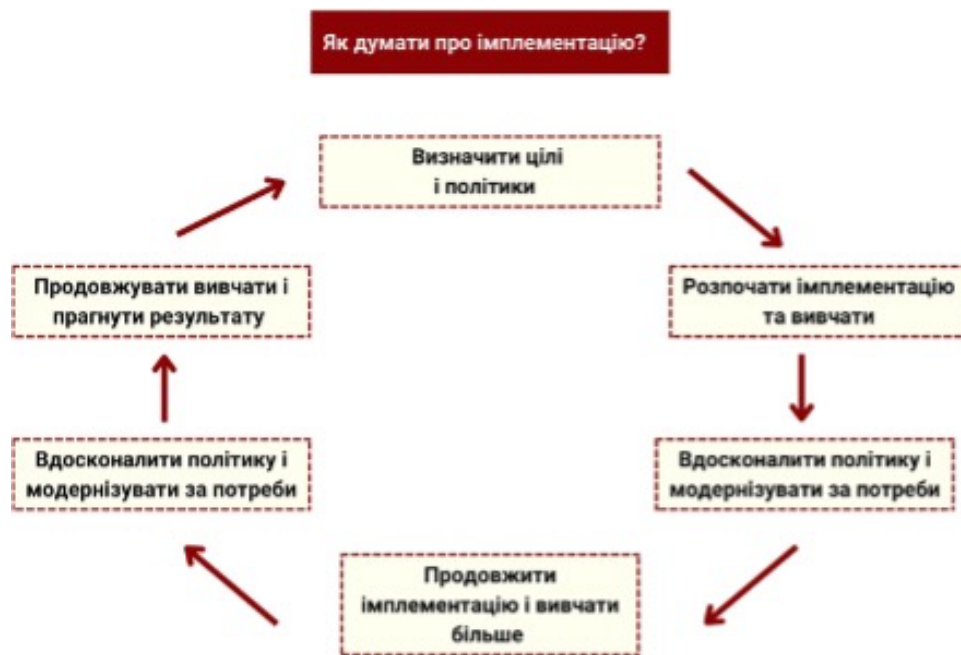 Як думати про імплементацію?
Визначити цілі
і політики
Розпочати імплементацію
та вивчати
Вдосконалити політику і
модернізувати за потреби
Продовжити
імплементацію і вивчати
більше
Вдосконалити політику і
модернізувати за потреби
Продовжувати вивчати і
прагнути результату